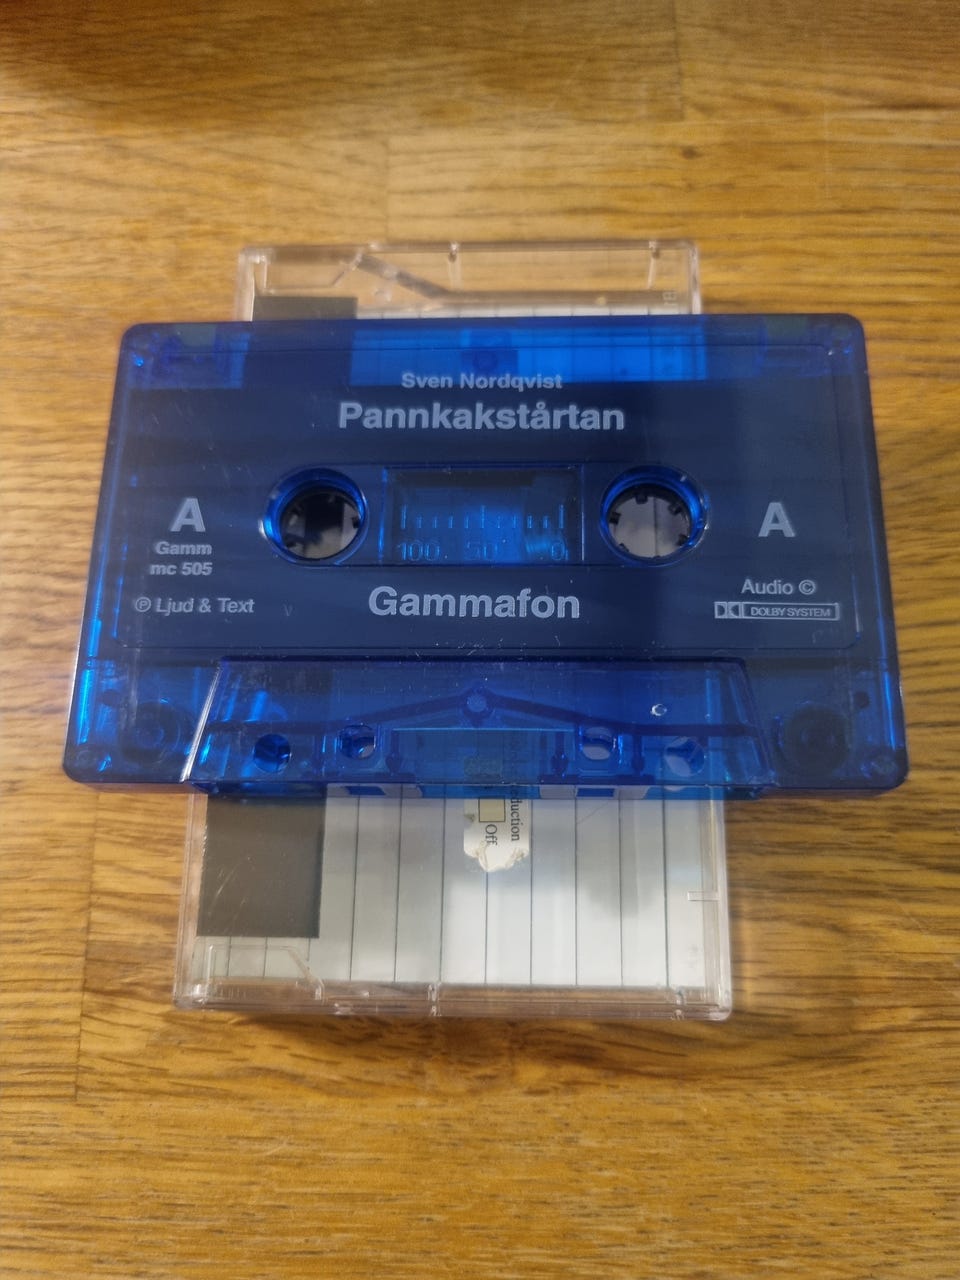 Sven Nordqvist
Pannkakstårtan
A
Gamm
mc 505
℗ Ljud & Text
100 50 0
A
Gammafon
Audio ©
DOLBY SYSTEM
Off